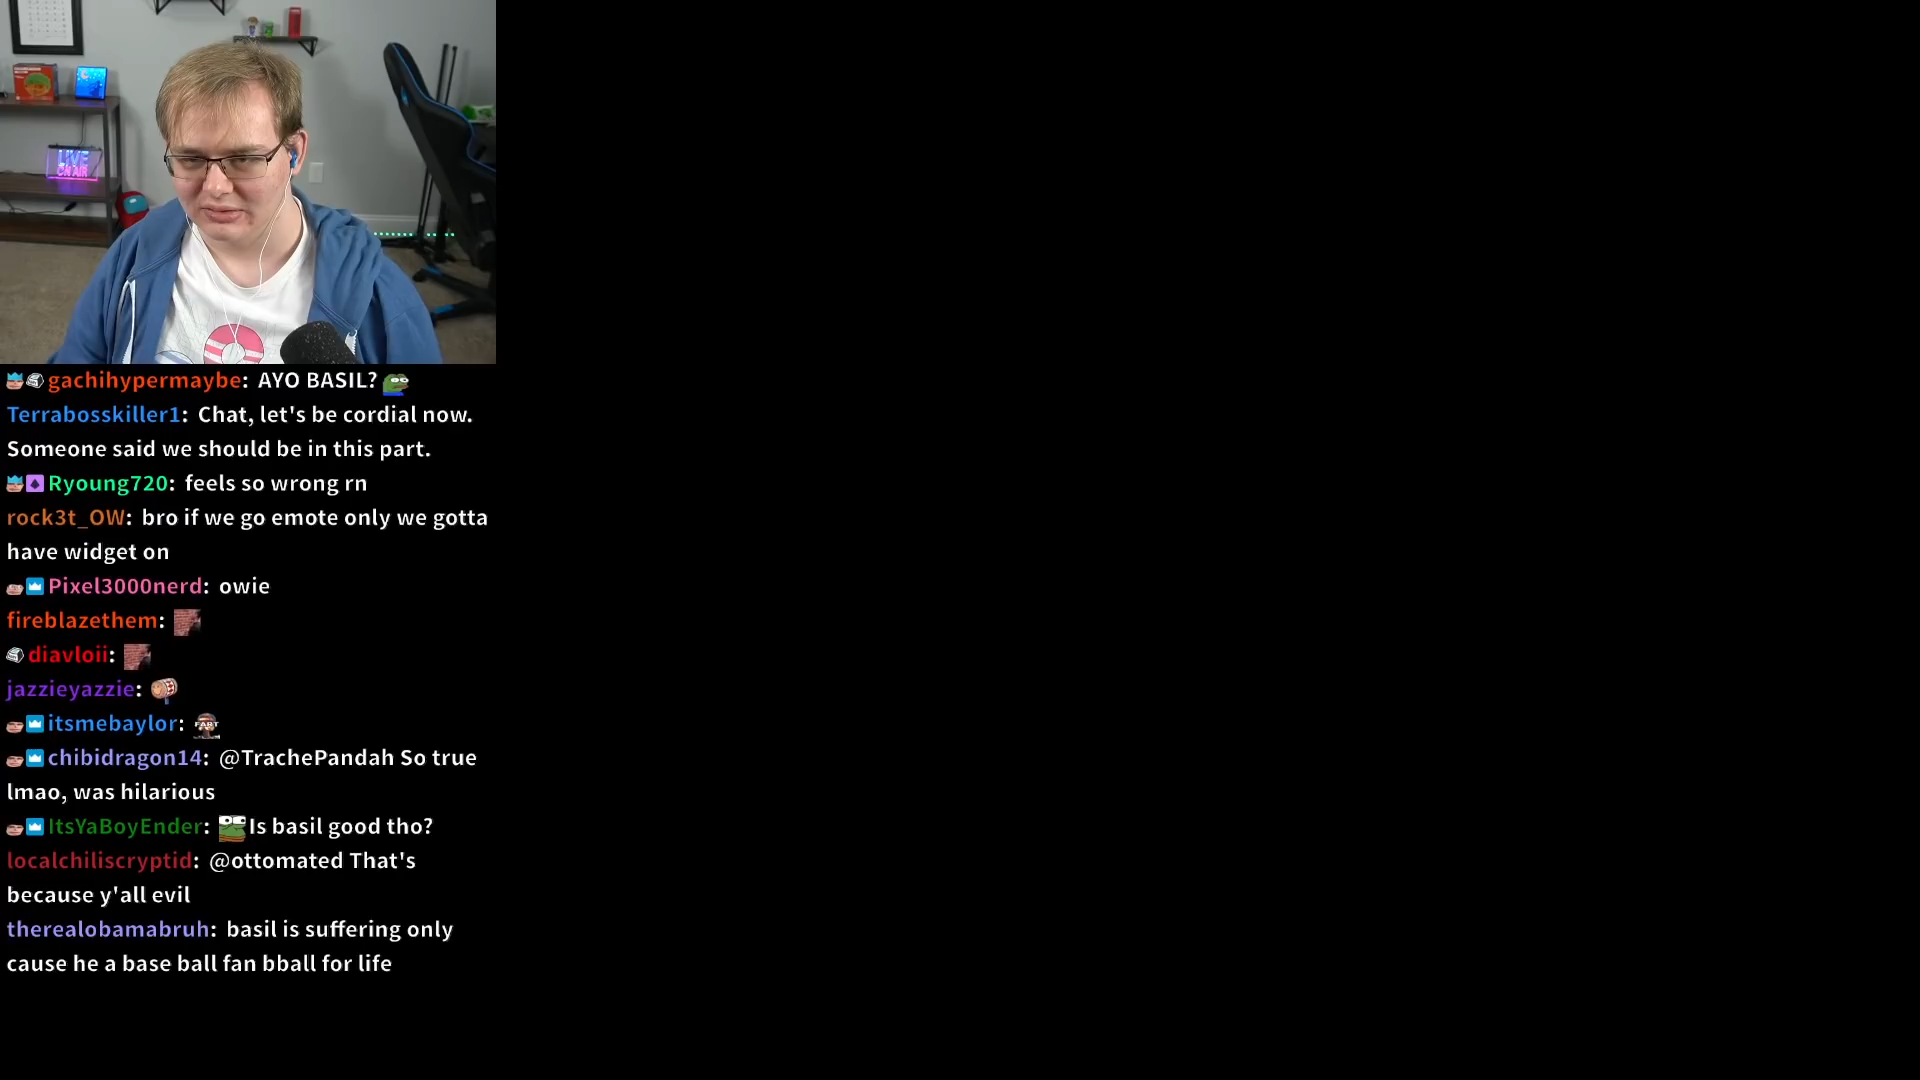 LIVE
ON AIR
gachihypermaybe: AYO BASIL?
Terrabosskiller1: Chat, let's be cordial now.
Someone said we should be in this part.
Ryoung720: feels so wrong rn
rock3t_OW: bro if we go emote only we gotta
have widget on
Pixel3000nerd: owie
fireblazethem:
diavloii:
jazzieyazzie:
itsmebaylor: FART
chibidragon14: @TrachePandah So true
lmao, was hilarious
ItsYaBoyEnder: Is basil good tho?
localchiliscryptid: @ottomated That's
because y'all evil
therealobamabruh: basil is suffering only
cause he a base ball fan bball for life